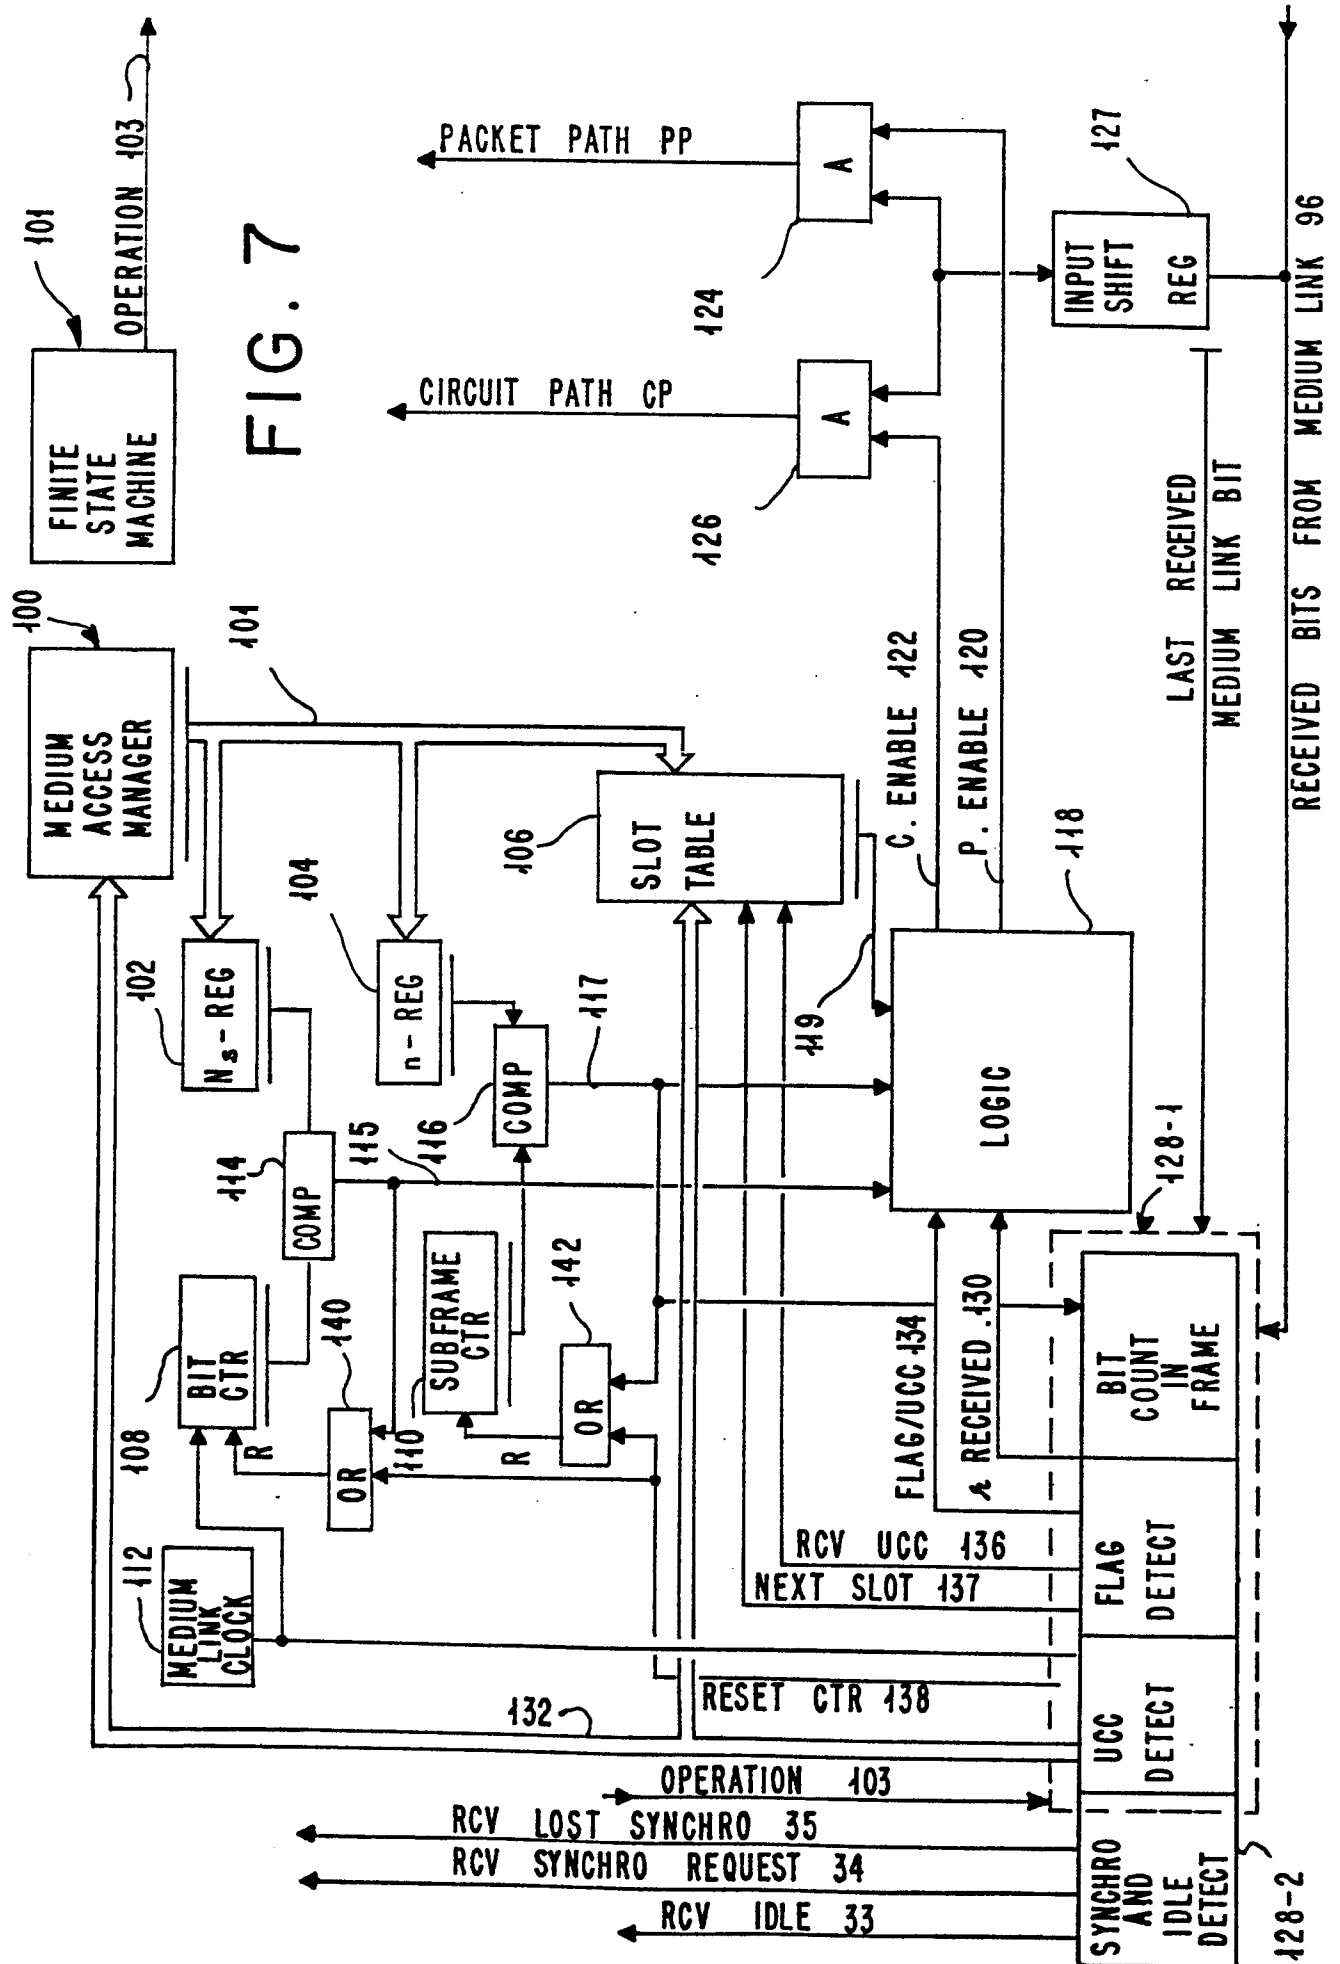 101
FINITE
STATE
MACHINE
OPERATION 103
FIG. 7
PACKET PATH PP
CIRCUIT PATH CP
A
124
A
126
INPUT
SHIFT
REG
127
LAST RECEIVED
MEDIUM LINK BIT
RECEIVED BITS FROM MEDIUM LINK 96
100
MEDIUM
ACCESS
MANAGER
101
102
Ns-REG
104
n-REG
106
SLOT
TABLE
C. ENABLE 122
P. ENABLE 120
118
119
LOGIC
114
COMP
115
116
COMP
117
108
BIT
CTR
R
140
OR
110
SUBFRAME
CTR
R
142
OR
112
MEDIUM
LINK
CLOCK
FLAG/UCC 134
r RECEIVED .130
128-1
BIT
COUNT
IN
FRAME
RCV UCC 136
NEXT SLOT 137
FLAG
DETECT
RESET CTR 138
132
UCC
DETECT
OPERATION 103
RCV LOST SYNCHRO 35
RCV SYNCHRO REQUEST 34
RCV IDLE 33
SYNCHRO
AND
IDLE
DETECT
128-2